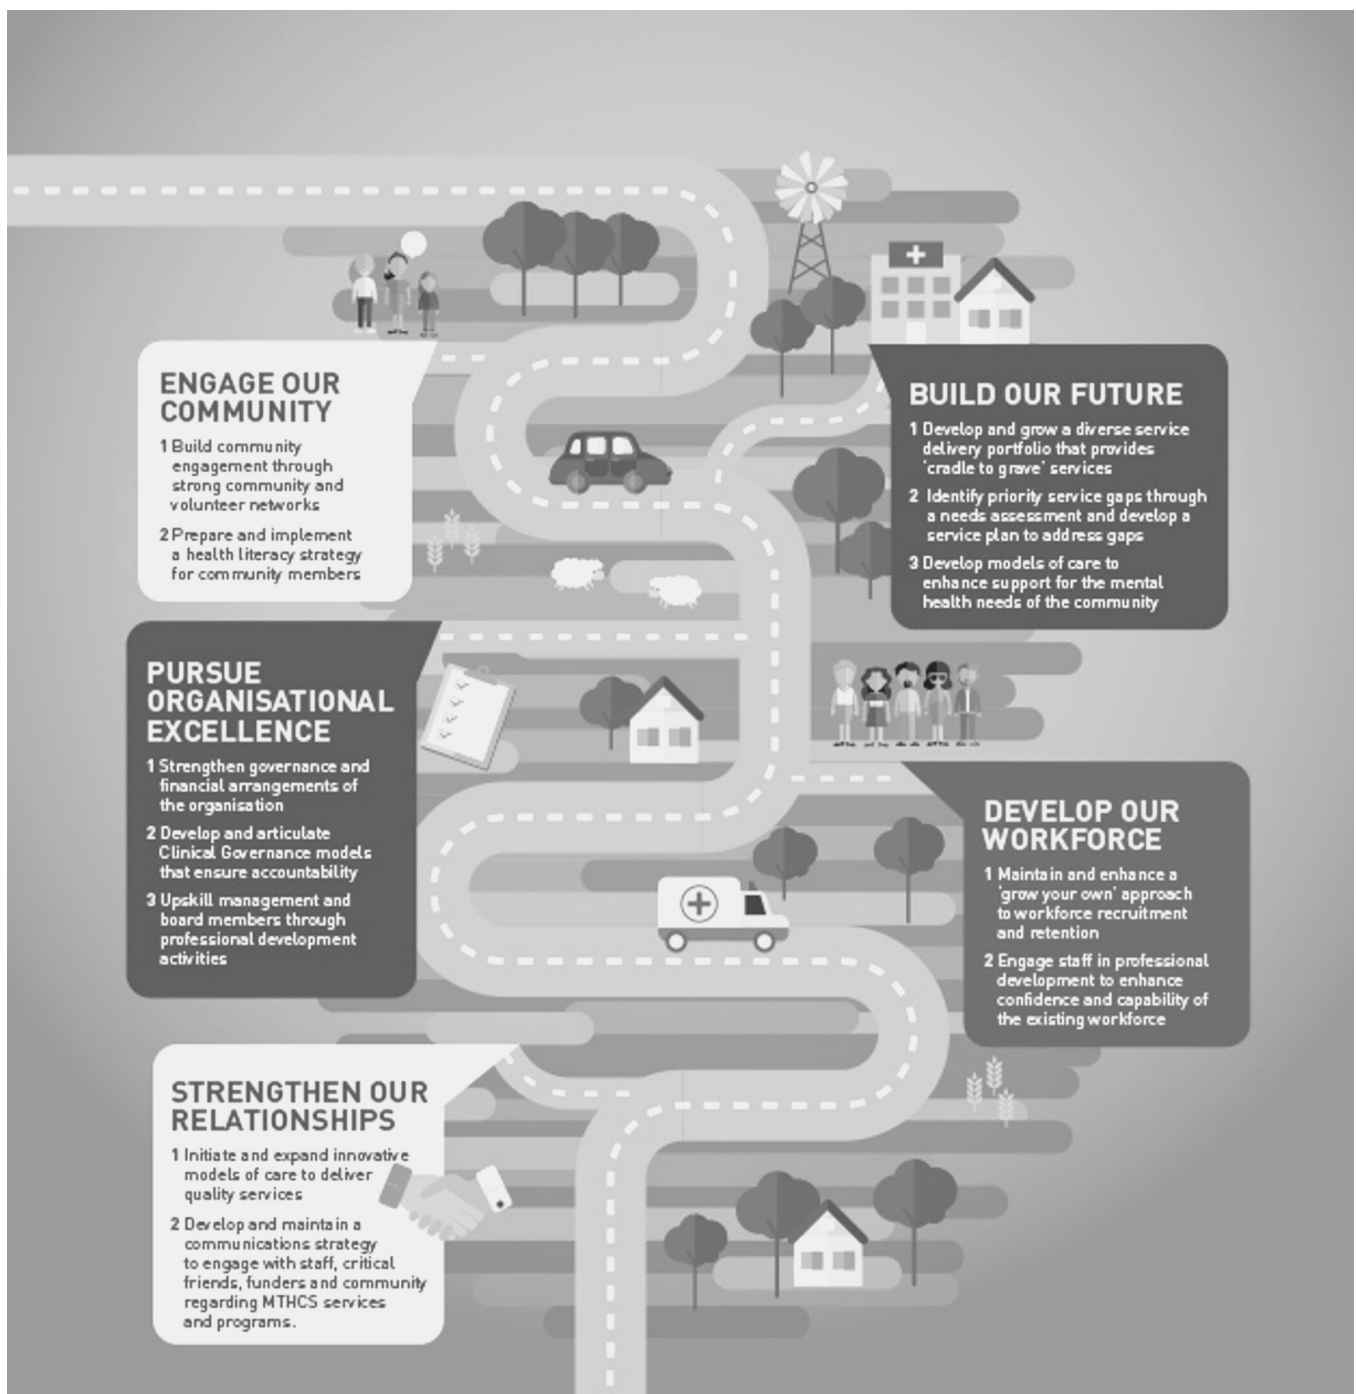 ENGAGE OUR
COMMUNITY
1 Build community
engagement through
strong community and
volunteer networks
2 Prepare and implement
a health literacy strategy
for community members
BUILD OUR FUTURE
1 Develop and grow a diverse service
delivery portfolio that provides
'cradle to grave' services
2 Identify priority service gaps through
a needs assessment and develop a
service plan to address gaps
3 Develop models of care to
enhance support for the mental
health needs of the community
PURSUE
ORGANISATIONAL
EXCELLENCE
1 Strengthen governance and
financial arrangements of
the organisation
2 Develop and articulate
Clinical Governance models
that ensure accountability
3 Upskill management and
board members through
professional development
activities
DEVELOP OUR
WORKFORCE
1 Maintain and enhance a
'grow your own' approach
to workforce recruitment
and retention
2 Engage staff in professional
development to enhance
confidence and capability of
the existing workforce
STRENGTHEN OUR
RELATIONSHIPS
1 Initiate and expand innovative
models of care to deliver
quality services
2 Develop and maintain a
communications strategy
to engage with staff, critical
friends, funders and community
regarding MTHCS services
and programs.